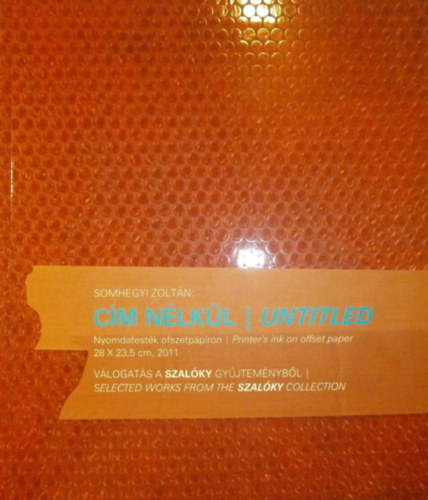 SOMHEGYI ZOLTÁN:
CÍM NÉLKÜL | UNTITLED
Nyomdafesték ofszetpapíron | Printer's ink on offset paper
28 X 23,5 cm, 2011
VÁLOGATÁS A SZALÓKY GYŰJTEMÉNYBŐL |
SELECTED WORKS FROM THE SZALÓKY COLLECTION